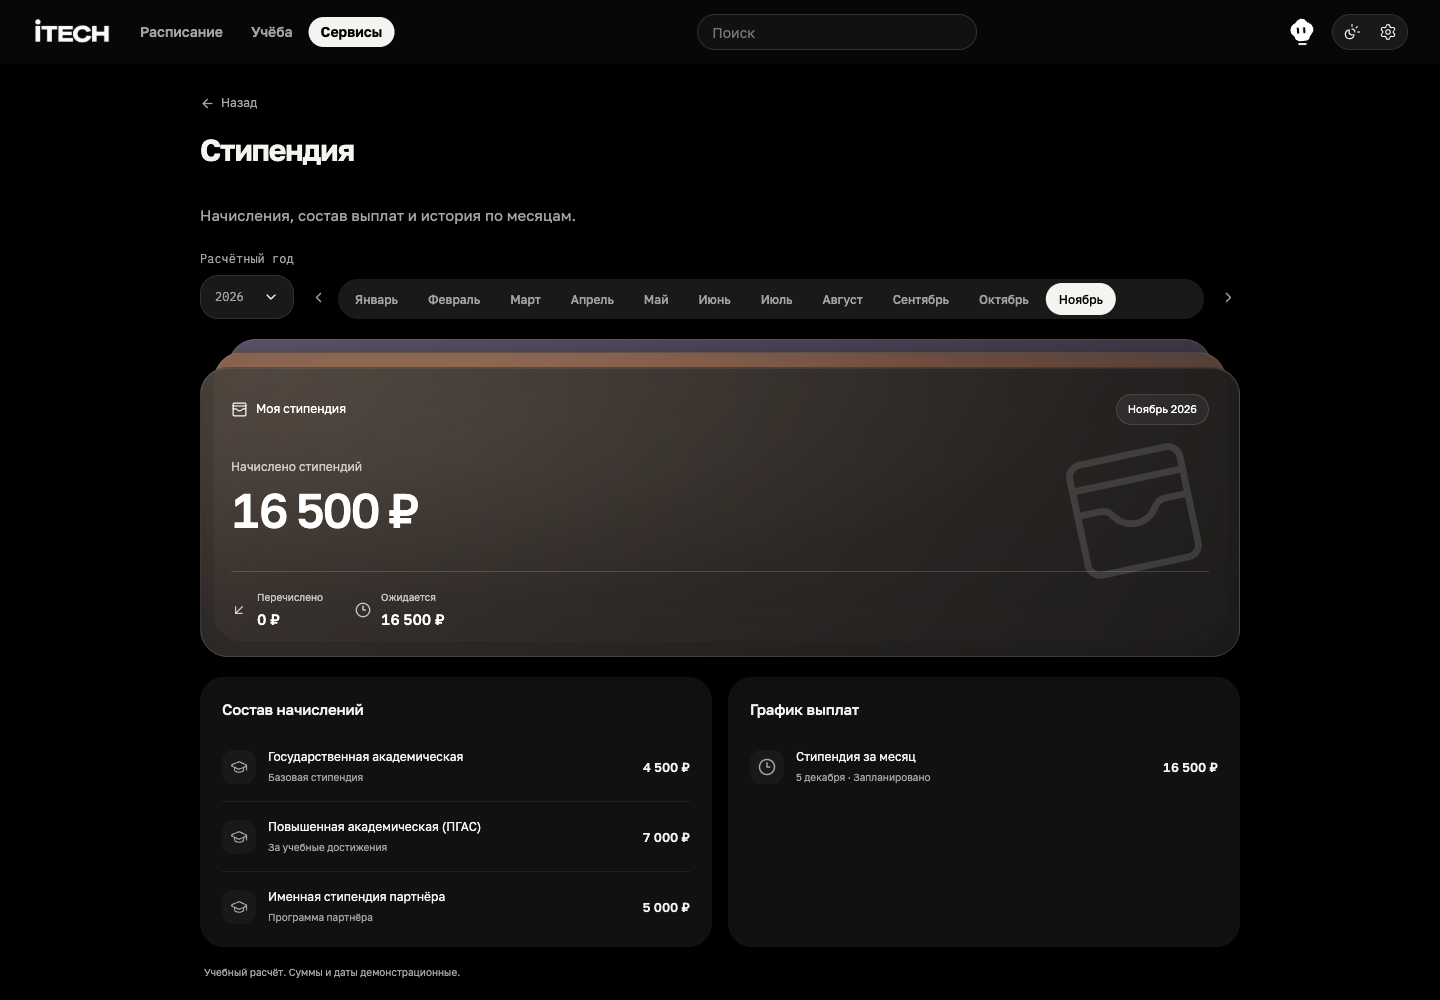 iTECH
Расписание
Учёба
Сервисы
Поиск
Назад
Стипендия
Начисления, состав выплат и история по месяцам.
Расчётный год
2026
Январь
Февраль
Март
Апрель
Май
Июнь
Июль
Август
Сентябрь
Октябрь
Ноябрь
Моя стипендия
Ноябрь 2026
Начислено стипендий
16 500 ₽
Перечислено
0 ₽
Ожидается
16 500 ₽
Состав начислений
Государственная академическая
Базовая стипендия
4 500 ₽
Повышенная академическая (ПГАС)
За учебные достижения
7 000 ₽
Именная стипендия партнёра
Программа партнёра
5 000 ₽
График выплат
Стипендия за месяц
5 декабря · Запланировано
16 500 ₽
Учебный расчёт. Суммы и даты демонстрационные.